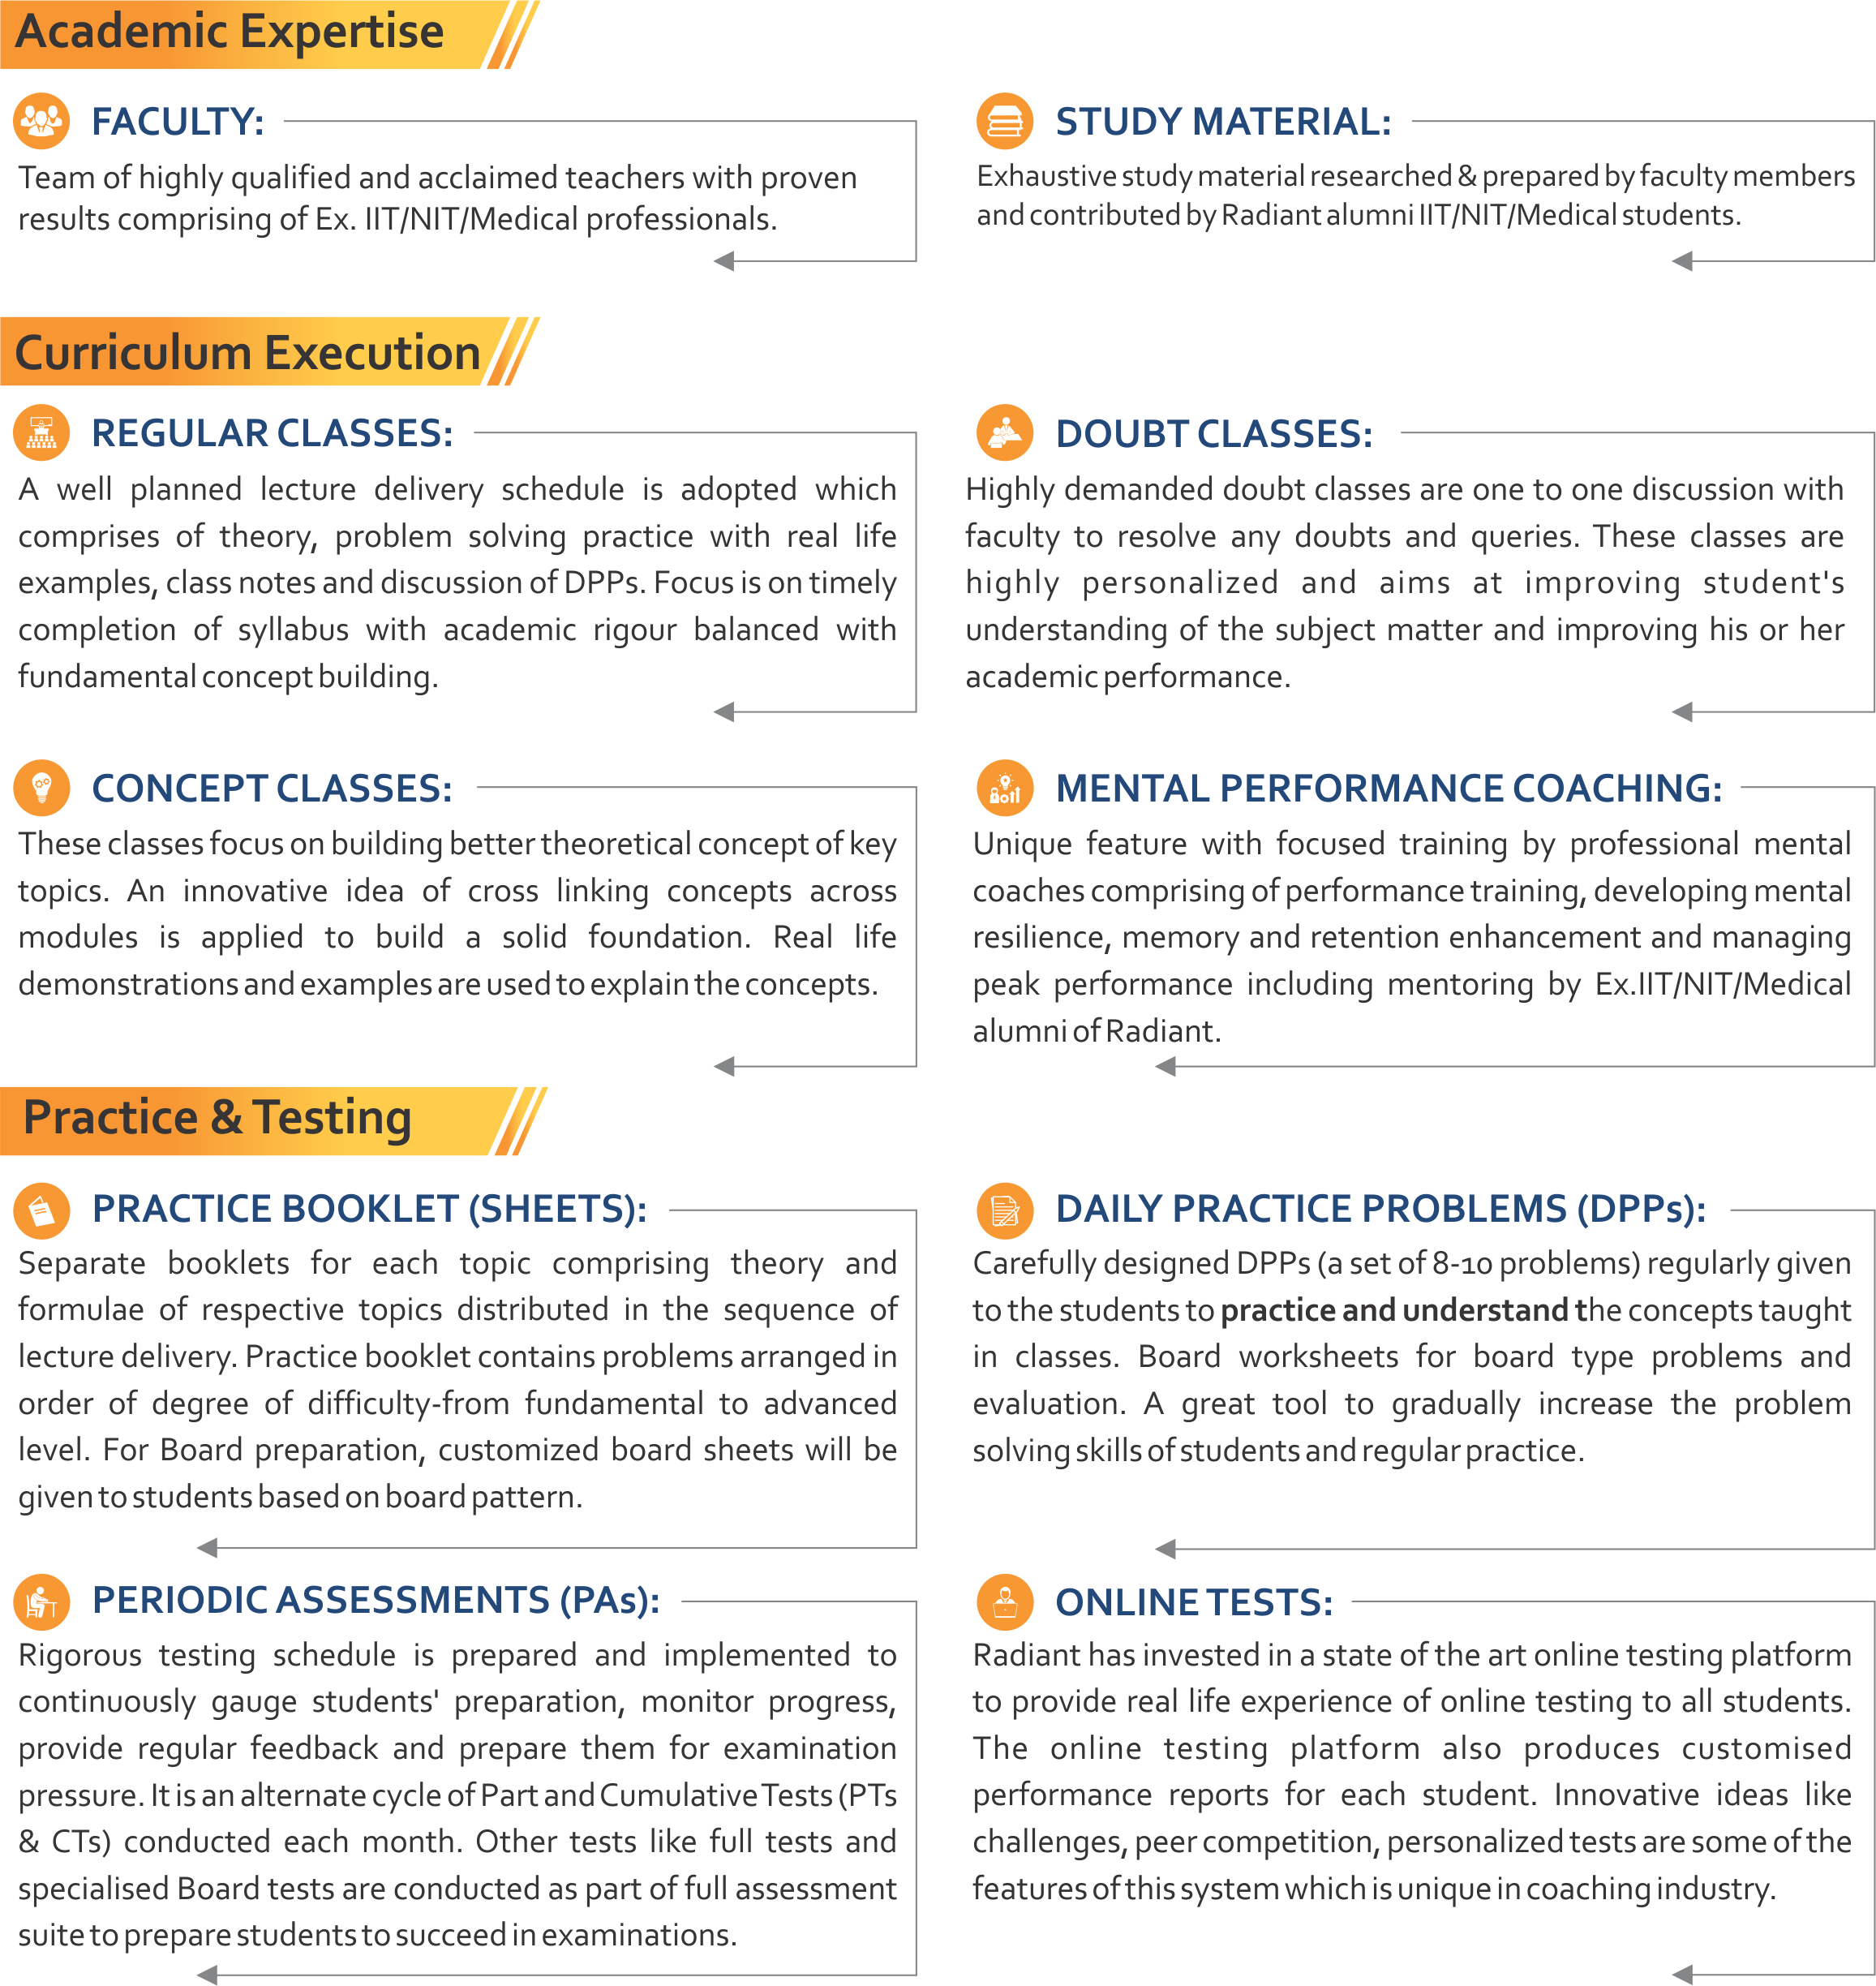 Academic Expertise
FACULTY:
Team of highly qualified and acclaimed teachers with proven
results comprising of Ex. IIT/NIT/Medical professionals.
STUDY MATERIAL:
Exhaustive study material researched & prepared by faculty members
and contributed by Radiant alumni IIT/NIT/Medical students.
Curriculum Execution
REGULAR CLASSES:
A well planned lecture delivery schedule is adopted which
comprises of theory, problem solving practice with real life
examples, class notes and discussion of DPPs. Focus is on timely
completion of syllabus with academic rigour balanced with
fundamental concept building.
DOUBT CLASSES:
Highly demanded doubt classes are one to one discussion with
faculty to resolve any doubts and queries. These classes are
highly personalized and aims at improving student's
understanding of the subject matter and improving his or her
academic performance.
CONCEPT CLASSES:
These classes focus on building better theoretical concept of key
topics. An innovative idea of cross linking concepts across
modules is applied to build a solid foundation. Real life
demonstrations and examples are used to explain the concepts.
MENTAL PERFORMANCE COACHING:
Unique feature with focused training by professional mental
coaches comprising of performance training, developing mental
resilience, memory and retention enhancement and managing
peak performance including mentoring by Ex.IIT/NIT/Medical
alumni of Radiant.
Practice & Testing
PRACTICE BOOKLET (SHEETS):
Separate booklets for each topic comprising theory and
formulae of respective topics distributed in the sequence of
lecture delivery. Practice booklet contains problems arranged in
order of degree of difficulty-from fundamental to advanced
level. For Board preparation, customized board sheets will be
given to students based on board pattern.
DAILY PRACTICE PROBLEMS (DPPs):
Carefully designed DPPs (a set of 8-10 problems) regularly given
to the students to practice and understand the concepts taught
in classes. Board worksheets for board type problems and
evaluation. A great tool to gradually increase the problem
solving skills of students and regular practice.
PERIODIC ASSESSMENTS (PAs):
Rigorous testing schedule is prepared and implemented to
continuously gauge students' preparation, monitor progress,
provide regular feedback and prepare them for examination
pressure. It is an alternate cycle of Part and Cumulative Tests (PTs
& CTs) conducted each month. Other tests like full tests and
specialised Board tests are conducted as part of full assessment
suite to prepare students to succeed in examinations.
ONLINE TESTS:
Radiant has invested in a state of the art online testing platform
to provide real life experience of online testing to all students.
The online testing platform also produces customised
performance reports for each student. Innovative ideas like
challenges, peer competition, personalized tests are some of the
features of this system which is unique in coaching industry.